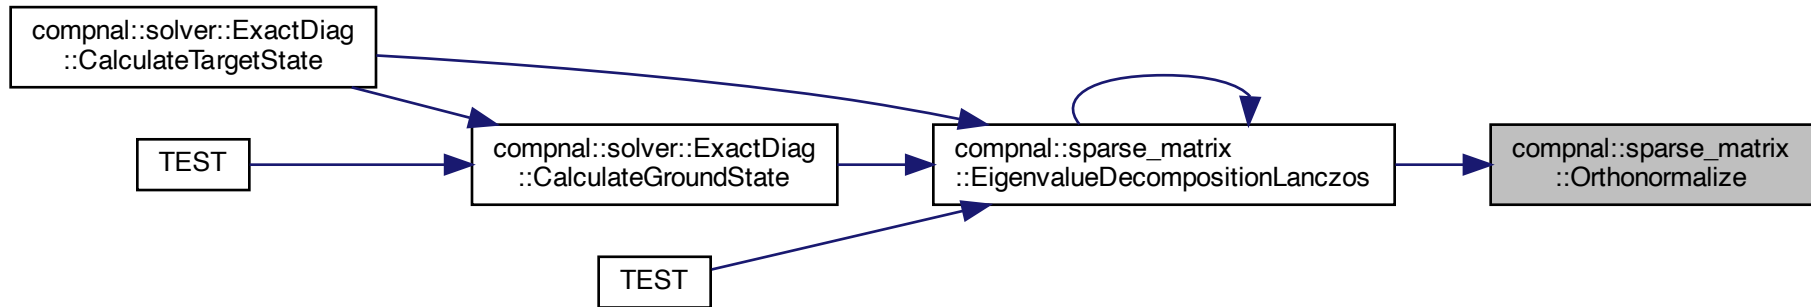 compnal::solver::ExactDiag
::CalculateTargetState
TEST
compnal::solver::ExactDiag
::CalculateGroundState
compnal::sparse_matrix
::EigenvalueDecompositionLanczos
compnal::sparse_matrix
::Orthonormalize
TEST